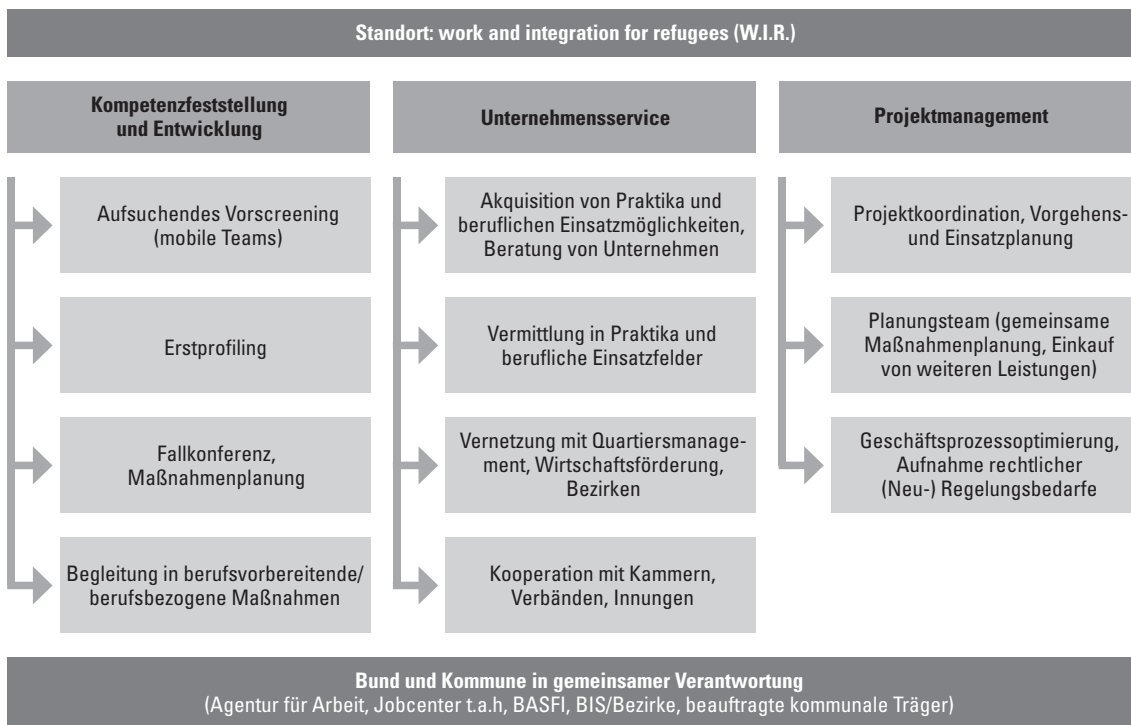 Standort: work and integration for refugees (W.I.R.)
Kompetenzfeststellung
und Entwicklung
Aufsuchendes Vorscreening
(mobile Teams)
Erstprofiling
Fallkonferenz,
Maßnahmenplanung
Begleitung in berufsvorbereitende/
berufsbezogene Maßnahmen
Unternehmensservice
Akquisition von Praktika und
beruflichen Einsatzmöglichkeiten,
Beratung von Unternehmen
Vermittlung in Praktika und
berufliche Einsatzfelder
Vernetzung mit Quartiersmanage-
ment, Wirtschaftsförderung,
Bezirken
Kooperation mit Kammern,
Verbänden, Innungen
Projektmanagement
Projektkoordination, Vorgehens-
und Einsatzplanung
Planungsteam (gemeinsame
Maßnahmenplanung, Einkauf
von weiteren Leistungen)
Geschäftsprozessoptimierung,
Aufnahme rechtlicher
(Neu-) Regelungsbedarfe
Bund und Kommune in gemeinsamer Verantwortung
(Agentur für Arbeit, Jobcenter t.a.h, BASFI, BIS/Bezirke, beauftragte kommunale Träger)